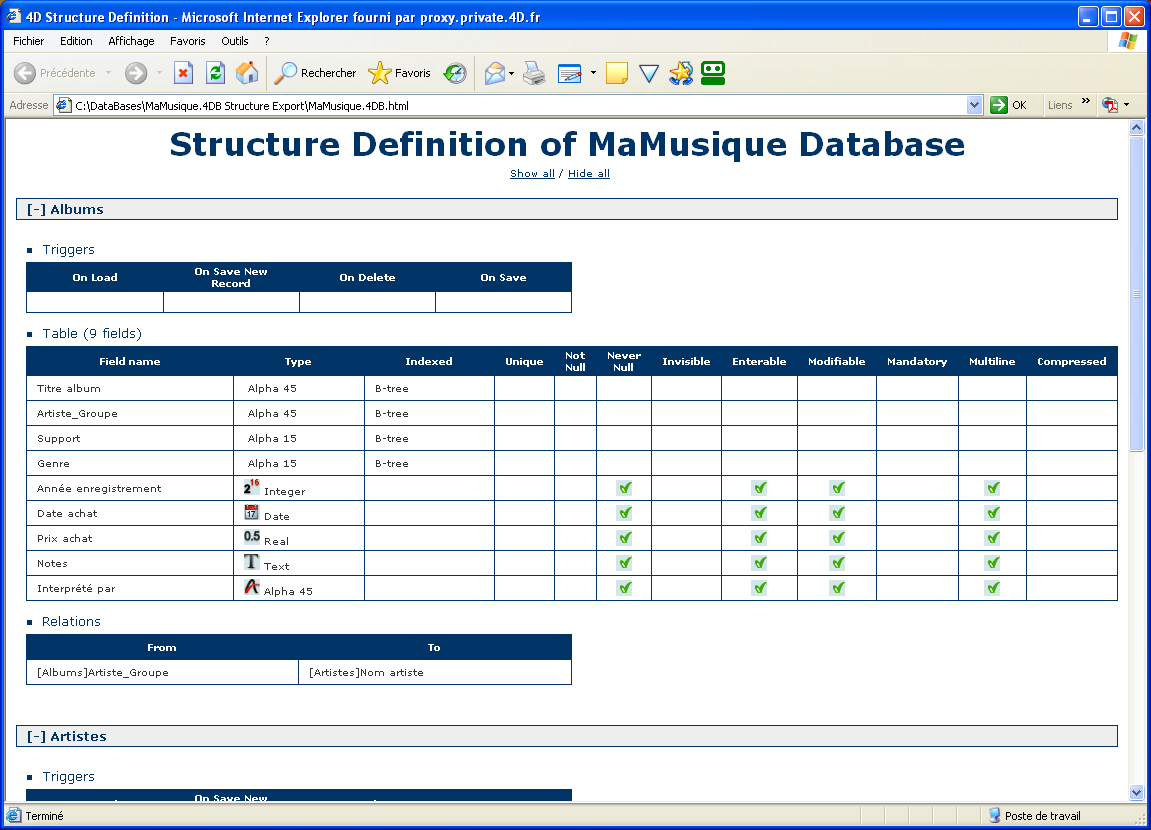 4D Structure Definition - Microsoft Internet Explorer fourni par proxy.private.4D.fr
Fichier Edition Affichage Favoris Outils ?
Précédente Rechercher Favoris
Adresse C:\DataBases\MaMusique.4DB Structure Export\MaMusique.4DB.html OK Liens »
Structure Definition of MaMusique Database
Show all / Hide all
[-] Albums
Triggers
On Load On Save New Record On Delete On Save
Table (9 fields)
Field name Type Indexed Unique Not Null Never Null Invisible Enterable Modifiable Mandatory Multiline Compressed
Titre album Alpha 45 B-tree
Artiste_Groupe Alpha 45 B-tree
Support Alpha 15 B-tree
Genre Alpha 15 B-tree
Année enregistrement 2 16 Integer
Date achat 17 Date
Prix achat 0.5 Real
Notes T Text
Interprété par A Alpha 45
Relations
From To
[Albums]Artiste_Groupe [Artistes]Nom artiste
[-] Artistes
Triggers
On Save New
Terminé Poste de travail